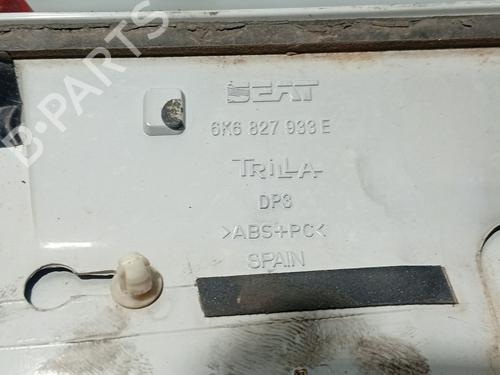 SEAT
6K6 827 933 E
TRiLLA
DP3
>ABS+PC<
SPAIN
B-Parts